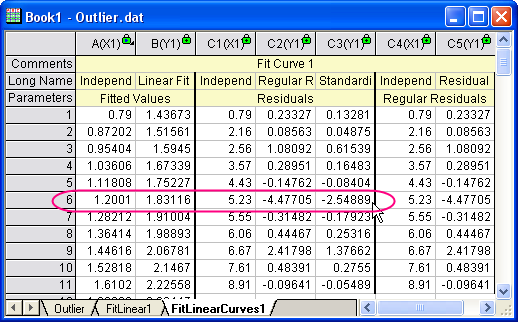 Book1 - Outlier.dat
A(X1) B(Y1) C1(X1) C2(Y1) C3(Y1) C4(X1) C5(Y1)
Comments Fit Curve 1
Long Name Independ Linear Fit Independ Regular R Standardi Independ Residual
Parameters Fitted Values Residuals Regular Residuals
1 0.79 1.43673 0.79 0.23327 0.13281 0.79 0.23327
2 0.87202 1.51561 2.16 0.08563 0.04875 2.16 0.08563
3 0.95404 1.5945 2.56 1.08092 0.61539 2.56 1.08092
4 1.03606 1.67339 3.57 0.28951 0.16483 3.57 0.28951
5 1.11808 1.75227 4.43 -0.14762 -0.08404 4.43 -0.14762
6 1.2001 1.83116 5.23 -4.47705 -2.54889 5.23 -4.47705
7 1.28212 1.91004 5.55 -0.31482 -0.17923 5.55 -0.31482
8 1.36414 1.98893 6.06 0.44467 0.25316 6.06 0.44467
9 1.44616 2.06781 6.67 2.41798 1.37662 6.67 2.41798
10 1.52818 2.1467 7.61 0.48391 0.2755 7.61 0.48391
11 1.6102 2.22558 8.91 -0.09641 -0.05489 8.91 -0.09641
Outlier FitLinear1 FitLinearCurves1